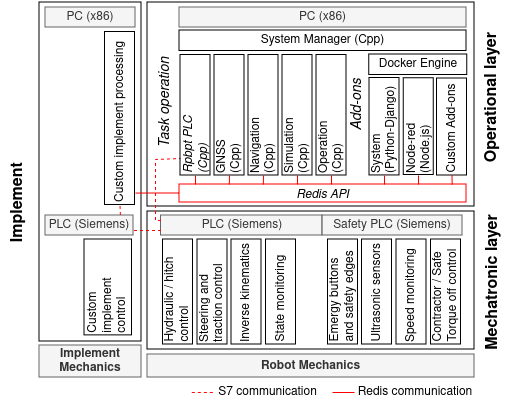 PC (x86)
PC (x86)
System Manager (Cpp)
Docker Engine
Task operation
Rpbpt PLC
(Cpp)
GNSS
(Cpp)
Navigation
(Cpp)
Simulation
(Cpp)
Operation
(Cpp)
Add-ons
System
(Python-Django)
Node-red
(Node.js)
Custom Add-ons
Custom implement processing
Redis API
Operational layer
Implement
PLC (Siemens)
PLC (Siemens)
Safety PLC (Siemens)
Custom
implement
control
Hydraulic / hitch
control
Steering and
traction control
Inverse kinematics
State monitoring
Emergy buttons
and safety edges
Ultrasonic sensors
Speed monitoring
Contractor / Safe
Torque off control
Mechatronic layer
Implement
Mechanics
Robot Mechanics
S7 communication
Redis communication